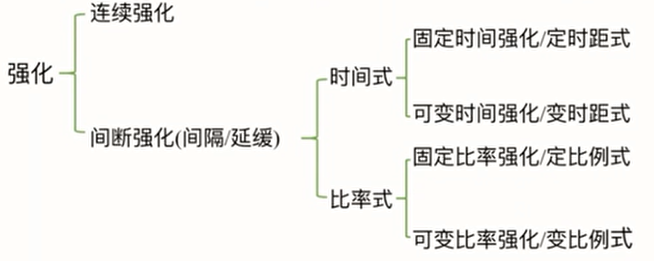 连续强化
固定时间强化/定时距式
强化
时间式
可变时间强化/变时距式
间断强化(间隔/延缓)
固定比率强化/定比例式
比率式
可变比率强化/变比例式